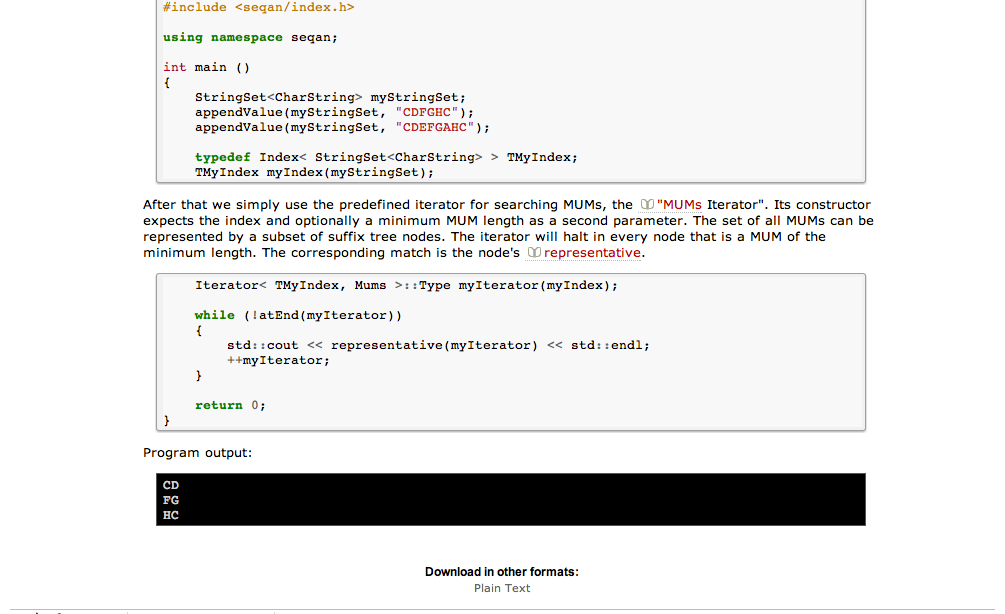 #include <seqan/index.h>
using namespace seqan;
int main ()
{
    StringSet<CharString> myStringSet;
    appendValue(myStringSet, "CDFGHC");
    appendValue(myStringSet, "CDEFGAHC");
    typedef Index< StringSet<CharString> > TMyIndex;
    TMyIndex myIndex(myStringSet);
After that we simply use the predefined iterator for searching MUMs, the "MUMs Iterator". Its constructor
expects the index and optionally a minimum MUM length as a second parameter. The set of all MUMs can be
represented by a subset of suffix tree nodes. The iterator will halt in every node that is a MUM of the
minimum length. The corresponding match is the node's representative.
    Iterator< TMyIndex, Mums >::Type myIterator(myIndex);
    while (!atEnd(myIterator))
    {
        std::cout << representative(myIterator) << std::endl;
        ++myIterator;
    }
    return 0;
}
Program output:
CD
FG
HC
Download in other formats:
Plain Text